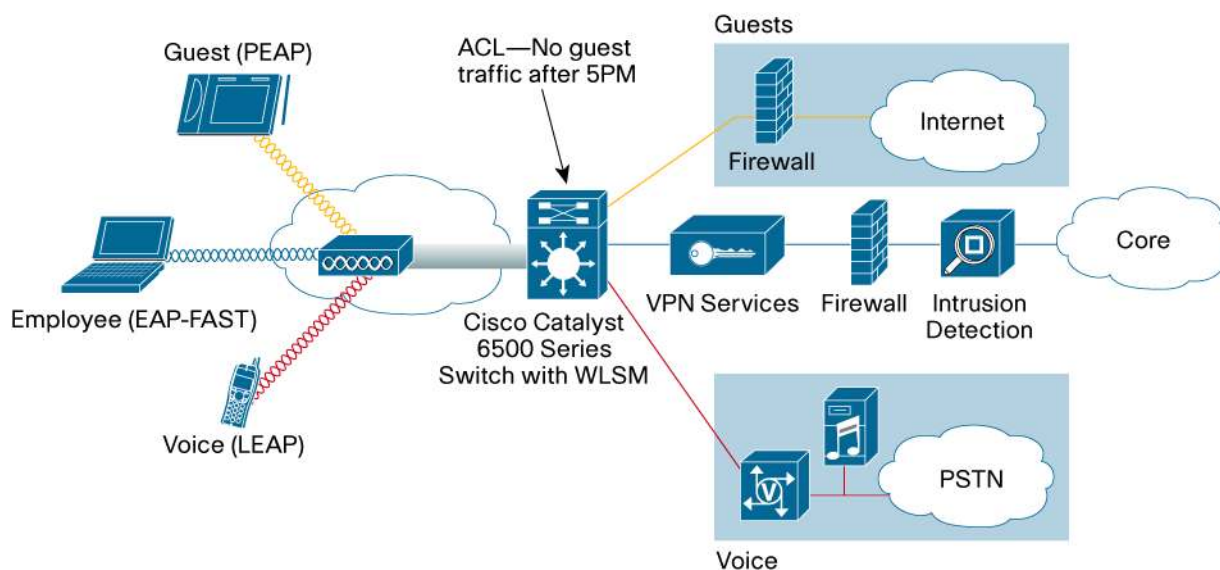 Guests
Guest (PEAP)
ACL—No guest
traffic after 5PM
Internet
Firewall
Core
Employee (EAP-FAST)
VPN Services
Firewall
Intrusion
Detection
Cisco Catalyst
6500 Series
Switch with WLSM
Voice (LEAP)
V
PSTN
Voice